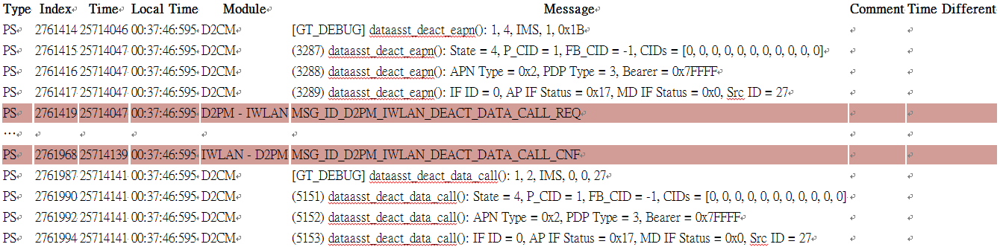 Type Index Time Local Time Module Message Comment Time Different
PS 2761414 25714046 00:37:46:595 D2CM [GT_DEBUG] dataasst_deact_eapn(): 1, 4, IMS, 1, 0x1B
PS 2761415 25714047 00:37:46:595 D2CM (3287) dataasst_deact_eapn(): State = 4, P_CID = 1, FB_CID = -1, CIDs = [0, 0, 0, 0, 0, 0, 0, 0, 0, 0, 0]
PS 2761416 25714047 00:37:46:595 D2CM (3288) dataasst_deact_eapn(): APN Type = 0x2, PDP Type = 3, Bearer = 0x7FFFF
PS 2761417 25714047 00:37:46:595 D2CM (3289) dataasst_deact_eapn(): IF ID = 0, AP IF Status = 0x17, MD IF Status = 0x0, Src ID = 27
PS 2761419 25714047 00:37:46:595 D2PM - IWLAN MSG_ID_D2PM_IWLAN_DEACT_DATA_CALL_REQ
…
PS 2761968 25714139 00:37:46:595 IWLAN - D2PM MSG_ID_D2PM_IWLAN_DEACT_DATA_CALL_CNF
PS 2761987 25714141 00:37:46:595 D2CM [GT_DEBUG] dataasst_deact_data_call(): 1, 2, IMS, 0, 0, 27
PS 2761990 25714141 00:37:46:595 D2CM (5151) dataasst_deact_data_call(): State = 4, P_CID = 1, FB_CID = -1, CIDs = [0, 0, 0, 0, 0, 0, 0, 0, 0, 0, 0]
PS 2761992 25714141 00:37:46:595 D2CM (5152) dataasst_deact_data_call(): APN Type = 0x2, PDP Type = 3, Bearer = 0x7FFFF
PS 2761994 25714141 00:37:46:595 D2CM (5153) dataasst_deact_data_call(): IF ID = 0, AP IF Status = 0x17, MD IF Status = 0x0, Src ID = 27